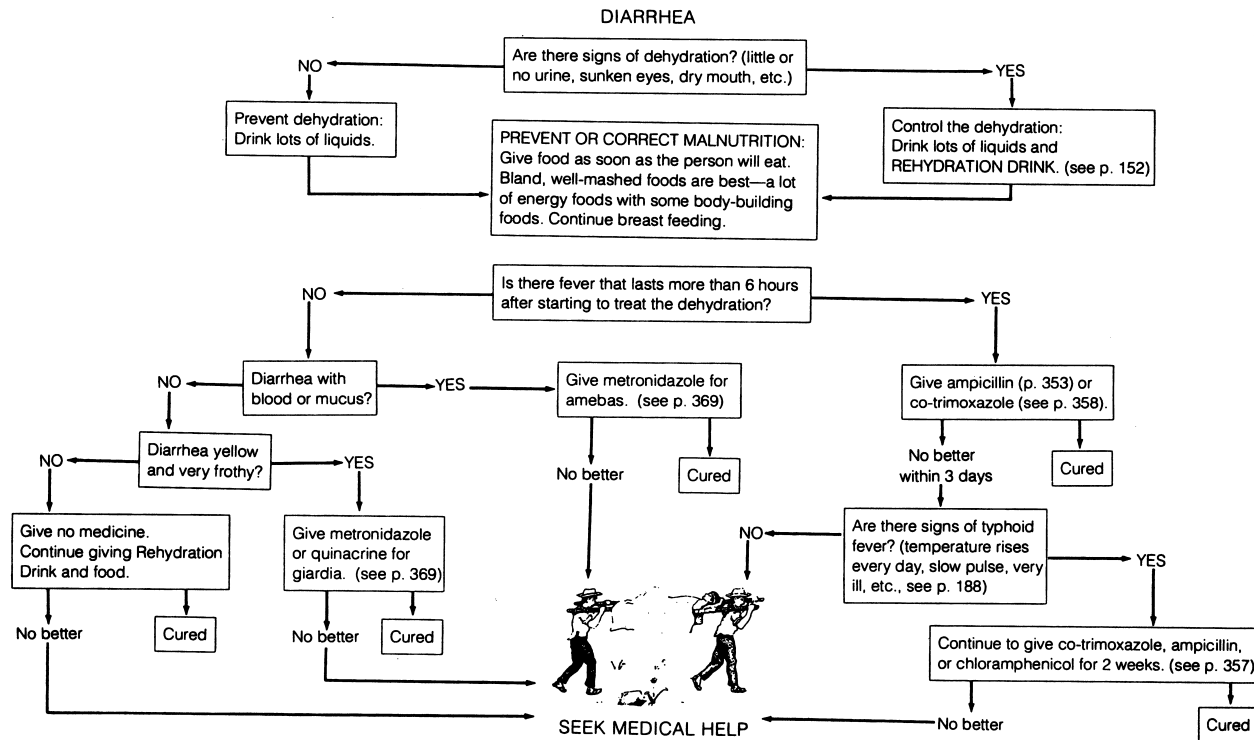 DIARRHEA
Are there signs of dehydration? (little or
no urine, sunken eyes, dry mouth, etc.)
NO
YES
Prevent dehydration:
Drink lots of liquids.
PREVENT OR CORRECT MALNUTRITION:
Give food as soon as the person will eat.
Bland, well-mashed foods are best—a lot
of energy foods with some body-building
foods. Continue breast feeding.
Control the dehydration:
Drink lots of liquids and
REHYDRATION DRINK. (see p. 152)
Is there fever that lasts more than 6 hours
after starting to treat the dehydration?
NO
YES
Diarrhea with
blood or mucus?
NO
YES
Give metronidazole for
amebas. (see p. 369)
Give ampicillin (p. 353) or
co-trimoxazole (see p. 358).
Diarrhea yellow
and very frothy?
NO
YES
No better
Cured
No better
within 3 days
Cured
Give no medicine.
Continue giving Rehydration
Drink and food.
Give metronidazole
or quinacrine for
giardia. (see p. 369)
NO
Are there signs of typhoid
fever? (temperature rises
every day, slow pulse, very
ill, etc., see p. 188)
YES
No better
Cured
No better
Cured
Continue to give co-trimoxazole, ampicillin,
or chloramphenicol for 2 weeks. (see p. 357)
SEEK MEDICAL HELP
No better
Cured